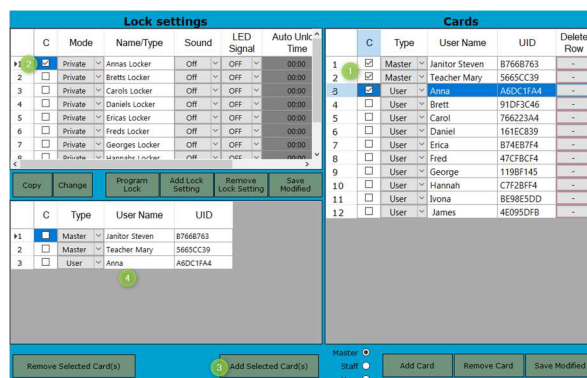 Lock settings
C Mode Name/Type Sound LED Signal Auto Unlo Time
1 Private Annas Locker Off OFF 00:00
2 Private Bretts Locker Off OFF 00:00
3 Private Carols Locker Off OFF 00:00
4 Private Daniels Locker Off OFF 00:00
5 Private Ericas Locker Off OFF 00:00
6 Private Freds Locker Off OFF 00:00
7 Private Georges Locker Off OFF 00:00
8 Private Hannahs Locker Off OFF 00:00
2
Copy Change Program Lock Add Lock Setting Remove Lock Setting Save Modified
C Type User Name UID
1 Master Janitor Steven B766B763
2 Master Teacher Mary 5665CC39
3 User Anna A6DC1FA4
4
Remove Selected Card(s) 3 Add Selected Card(s)
Cards
C Type User Name UID Delete Row
1 Master Janitor Steven B766B763 -
2 Master Teacher Mary 5665CC39 -
3 User Anna A6DC1FA4 -
4 User Brett 91DF3C46 -
5 User Carol 766223A4 -
6 User Daniel 161EC839 -
7 User Erica B74EB7F4 -
8 User Fred 47CFBCF4 -
9 User George 119BF145 -
10 User Hannah C7F2BFF4 -
11 User Ivona BE98E5DD -
12 User James 4E095DFB -
1
Master
Staff
Add Card Remove Card Save Modified